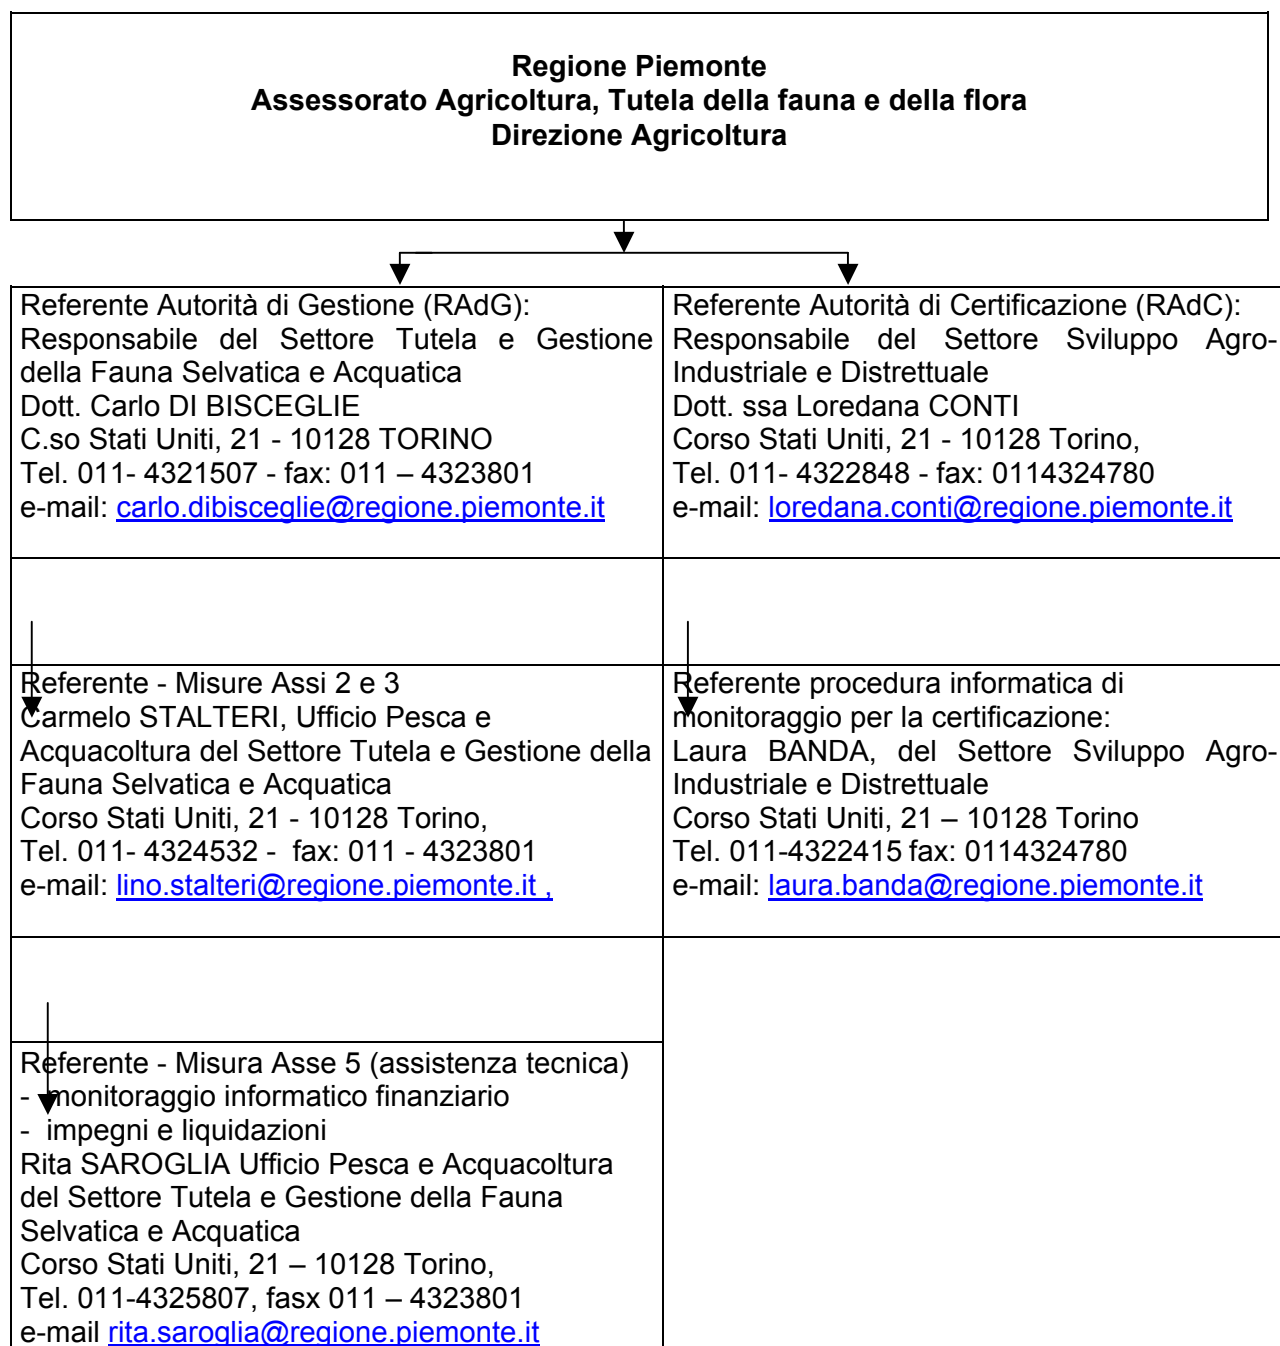 Regione Piemonte
Assessorato Agricoltura, Tutela della fauna e della flora
Direzione Agricoltura
Referente Autorità di Gestione (RAdG):
Responsabile del Settore Tutela e Gestione
della Fauna Selvatica e Acquatica
Dott. Carlo DI BISCEGLIE
C.so Stati Uniti, 21 - 10128 TORINO
Tel. 011- 4321507 - fax: 011 – 4323801
e-mail: carlo.dibisceglie@regione.piemonte.it
Referente Autorità di Certificazione (RAdC):
Responsabile del Settore Sviluppo Agro-
Industriale e Distrettuale
Dott. ssa Loredana CONTI
Corso Stati Uniti, 21 - 10128 Torino,
Tel. 011- 4322848 - fax: 0114324780
e-mail: loredana.conti@regione.piemonte.it
Referente - Misure Assi 2 e 3
Carmelo STALTERI, Ufficio Pesca e
Acquacoltura del Settore Tutela e Gestione della
Fauna Selvatica e Acquatica
Corso Stati Uniti, 21 - 10128 Torino,
Tel. 011- 4324532 - fax: 011 - 4323801
e-mail: lino.stalteri@regione.piemonte.it ,
Referente procedura informatica di
monitoraggio per la certificazione:
Laura BANDA, del Settore Sviluppo Agro-
Industriale e Distrettuale
Corso Stati Uniti, 21 – 10128 Torino
Tel. 011-4322415 fax: 0114324780
e-mail: laura.banda@regione.piemonte.it
Referente - Misura Asse 5 (assistenza tecnica)
- monitoraggio informatico finanziario
- impegni e liquidazioni
Rita SAROGLIA Ufficio Pesca e Acquacoltura
del Settore Tutela e Gestione della Fauna
Selvatica e Acquatica
Corso Stati Uniti, 21 – 10128 Torino,
Tel. 011-4325807, fasx 011 – 4323801
e-mail rita.saroglia@regione.piemonte.it